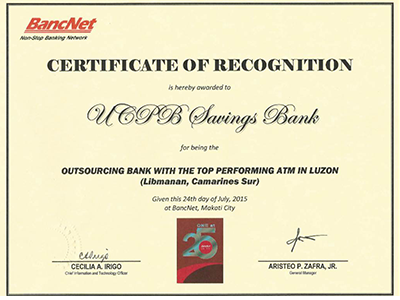 BancNet
Non-Stop Banking Network
CERTIFICATE OF RECOGNITION
is hereby awarded to
UCPB Savings Bank
for being the
OUTSOURCING BANK WITH THE TOP PERFORMING ATM IN LUZON
(Libmanan, Camarines Sur)
Given this 24th day of July, 2015
at BancNet, Makati City
25
CECILIA A. IRIGO
Chief Information and Technology Officer
ARISTEO P. ZAFRA, JR.
General Manager